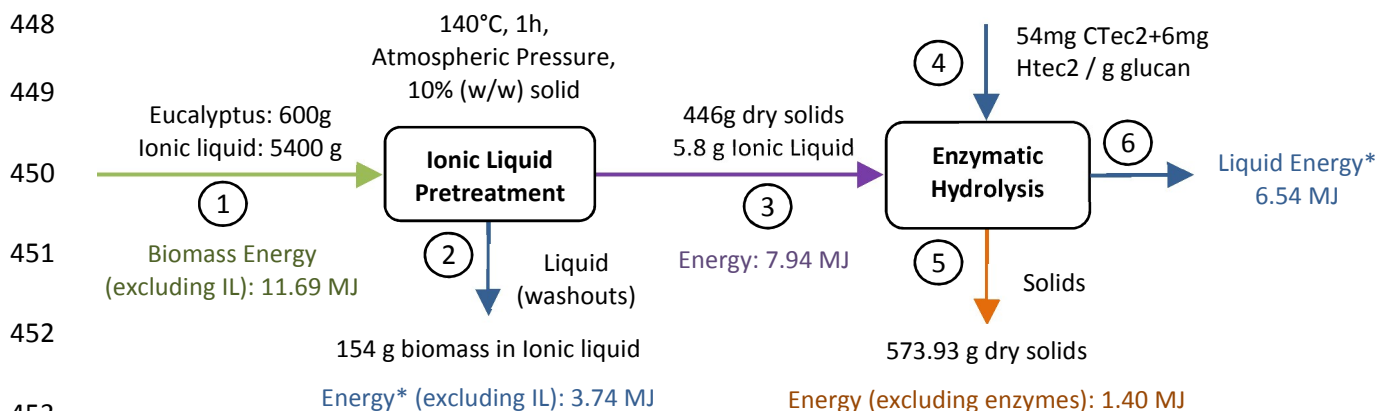 448
140°C, 1h,
Atmospheric Pressure,
10% (w/w) solid
4
54mg CTec2+6mg
Htec2 / g glucan
449
Eucalyptus: 600g
Ionic liquid: 5400 g
Ionic Liquid
Pretreatment
446g dry solids
5.8 g Ionic Liquid
Enzymatic
Hydrolysis
6
Liquid Energy*
6.54 MJ
450
1
3
451
Biomass Energy
(excluding IL): 11.69 MJ
2
Liquid
(washouts)
Energy: 7.94 MJ
5
Solids
452
154 g biomass in Ionic liquid
573.93 g dry solids
Energy* (excluding IL): 3.74 MJ
Energy (excluding enzymes): 1.40 MJ